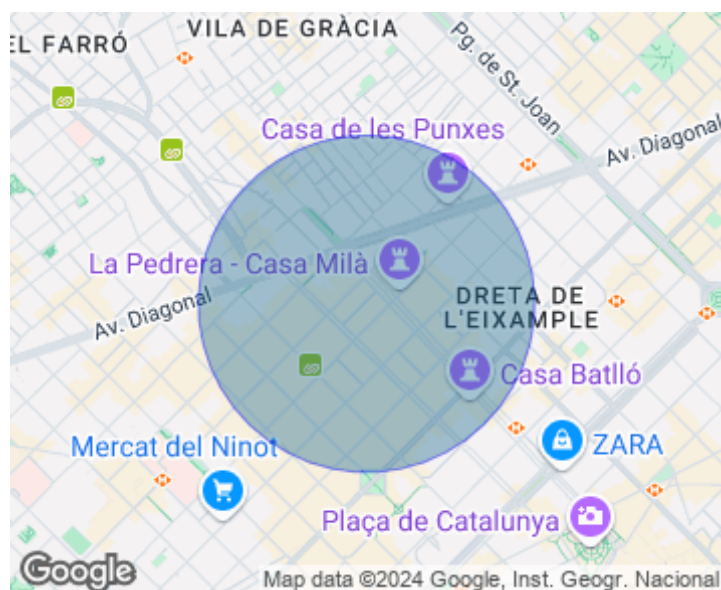 VILA DE GRÀCIA
EL FARRÓ
Pg. de St. Joan
Casa de les Punxes
Av. Diagonal
La Pedrera - Casa Milà
DRETA DE
L'EIXAMPLE
Av. Diagonal
Casa Batlló
Mercat del Ninot
ZARA
Plaça de Catalunya
Google
Map data ©2024 Google, Inst. Geogr. Nacional